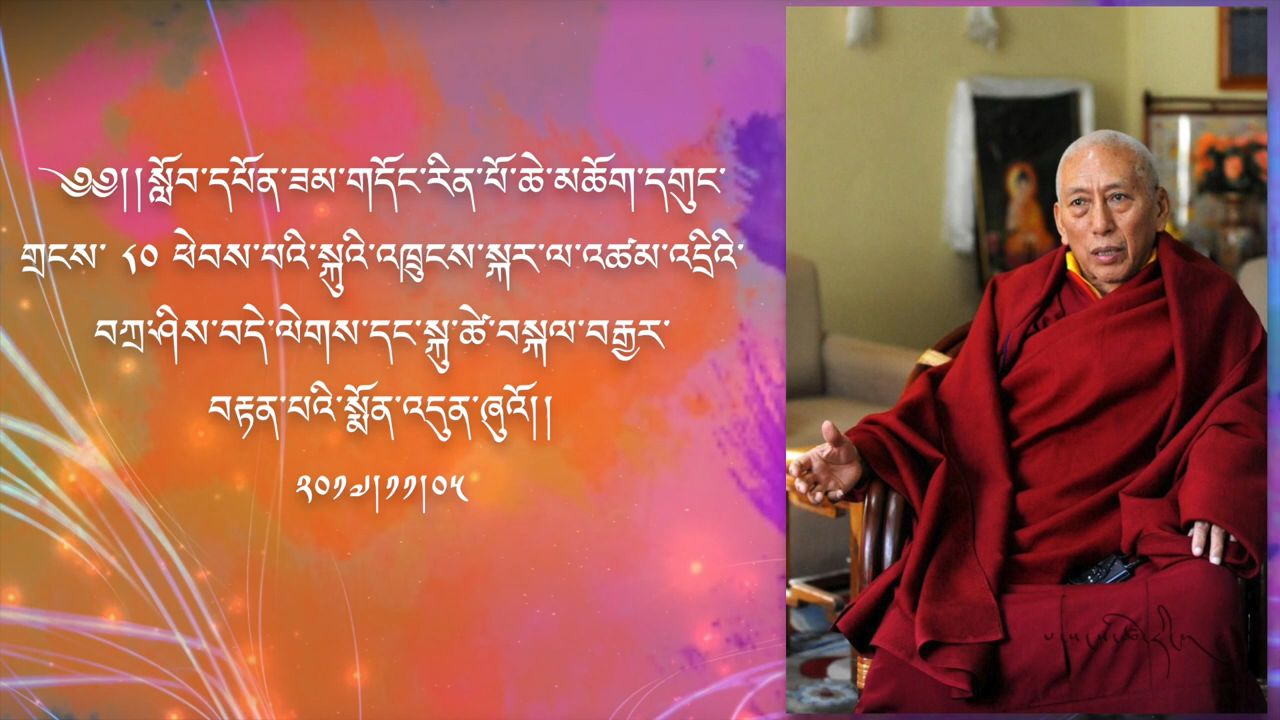 ༄༅།།སློབ་དཔོན་ཟམ་གདོང་རིན་པོ་ཆེ་མཆོག་དགུང་
གྲངས་ ༨༠ ཕེབས་པའི་སྐུའི་འཁྲུངས་སྐར་ལ་འཚམ་འདྲིའི་
བཀྲ་ཤིས་བདེ་ལེགས་དང་སྐུ་ཚེ་བསྐལ་བརྒྱར་
བརྟན་པའི་སྨོན་འདུན་ཞུའོ།།
༢༠༡༧།༡༡།༠༥